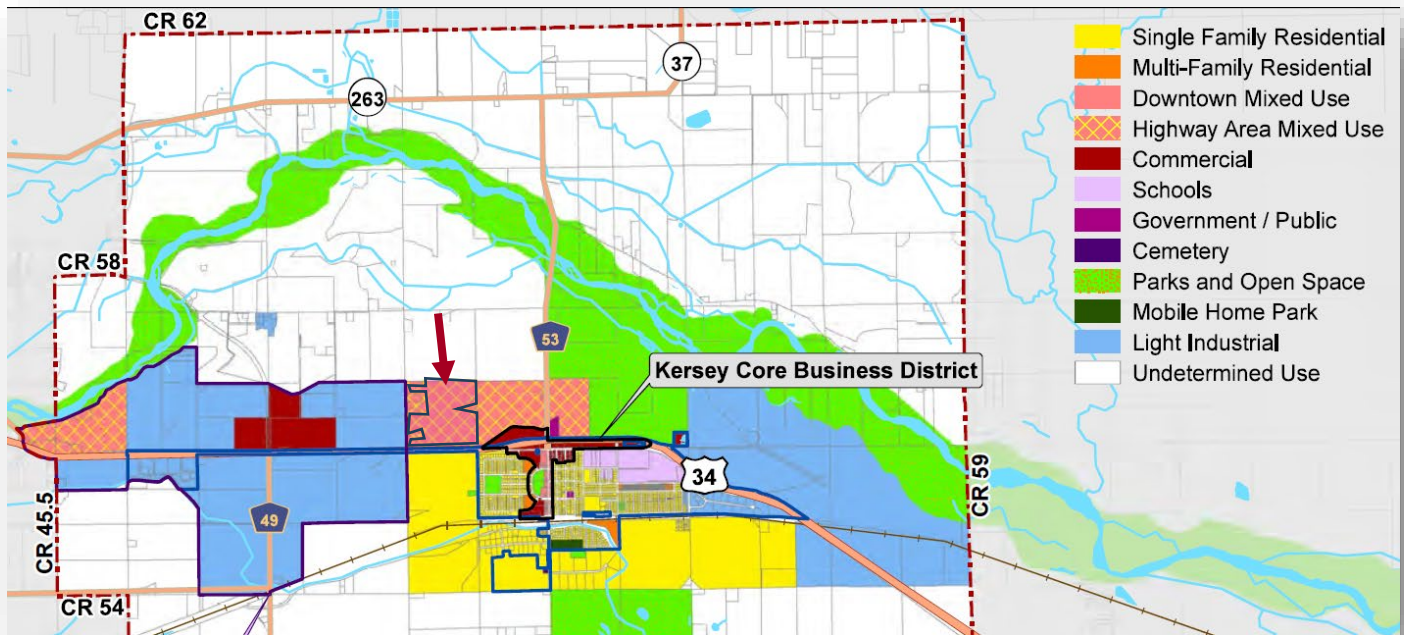 CR 62
37
263
Single Family Residential
Multi-Family Residential
Downtown Mixed Use
Highway Area Mixed Use
Commercial
Schools
Government / Public
Cemetery
Parks and Open Space
Mobile Home Park
Light Industrial
Undetermined Use
CR 58
53
Kersey Core Business District
34
49
CR 45.5
CR 59
CR 54